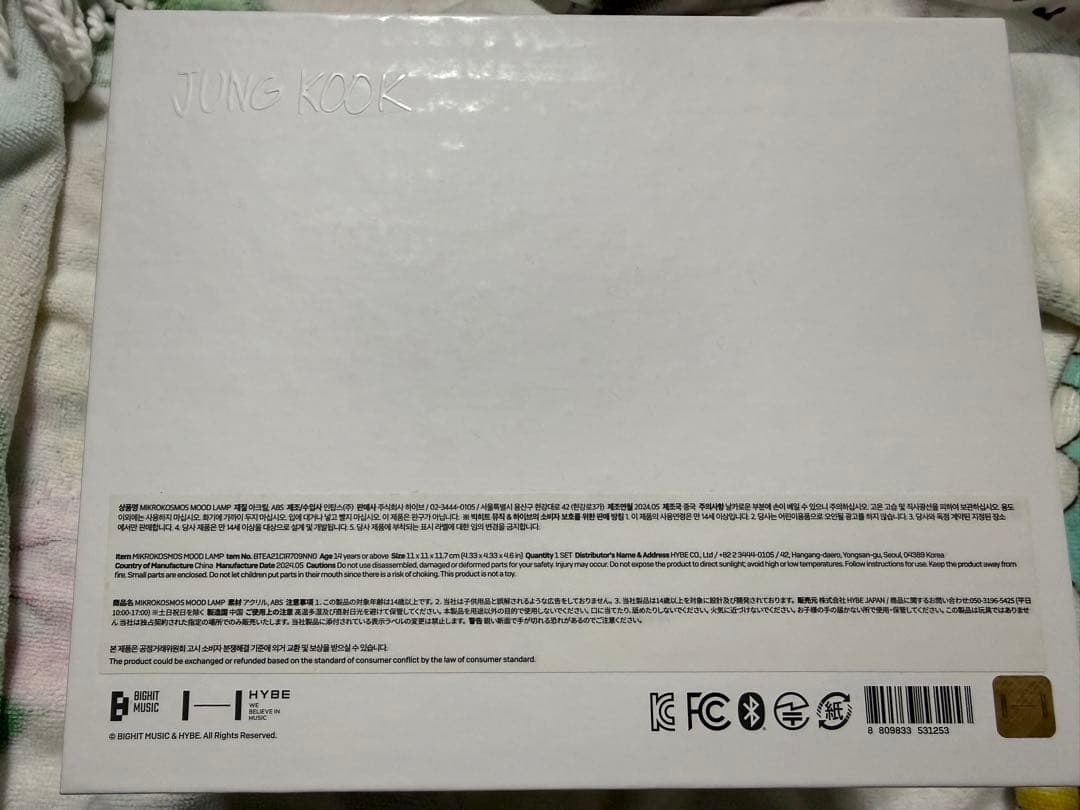 JUNG KOOK
상품명 MIKROKOSMOS MOOD LAMP 재질 아크릴, ABS 제조/수입사 인탑스(주) 판매사 주식회사 하이브 / 02-3444-0105 / 서울특별시 용산구 한강대로 42 (한강로3가) 제조연월 2024.05 제조국 중국 주의사항 날카로운 부분에 손이 베일 수 있으니 주의하십시오. 고온 고습 및 직사광선을 피하여 보관하십시오. 용도
이외에는 사용하지 마십시오. 화기에 가까이 두지 마십시오. 입에 대거나 넣고 빨지 마십시오. 이 제품은 완구가 아닙니다. ※ 빅히트 뮤직 & 하이브의 소비자 보호를 위한 판매 방침 1. 이 제품의 사용연령은 만 14세 이상입니다. 2. 당사는 어린이용품으로 오인될 광고를 하지 않습니다. 3. 당사와 독점 계약된 지정된 장소
에서만 판매합니다. 4. 당사 제품은 만 14세 이상을 대상으로 설계 및 개발됩니다. 5. 당사 제품에 부착되는 표시 라벨에 대한 임의 변경을 금지합니다.
Item MIKROKOSMOS MOOD LAMP tem No. BTEA21CIR709NN0 Age 14 years or above Size 11 x 11 x 11.7 cm (4.33 x 4.33 x 4.6 in) Quantity 1 SET Distributor's Name & Address HYBE CO., Ltd / +82 2 3444-0105 / 42, Hangang-daero, Yongsan-gu, Seoul, 04389 Korea
Country of Manufacture China Manufacture Date 2024.05 Cautions Do not use disassembled, damaged or deformed parts for your safety. Injury may occur. Do not expose the product to direct sunlight; avoid high or low temperatures. Follow instructions for use. Keep the product away from
fire. Small parts are enclosed. Do not let children put parts in their mouth since there is a risk of choking. This product is not a toy.
商品名 MIKROKOSMOS MOOD LAMP 素材 アクリル, ABS 注意事項 1. この製品の対象年齢は14歳以上です。2. 当社は子供用品と誤解されるような広告をしておりません。3. 当社製品は14歳以上を対象に設計及び開発されております。販売元 株式会社 HYBE JAPAN / 商品に関するお問い合わせ:050-3196-5425 (平日
10:00-17:00) ※土日祝日を除く 製造国 中国 ご使用上の注意 高温多湿及び直射日光を避けて保管してください。本製品を用途以外の目的で使用しないでください。口に当てたり、舐めたりしないでください。火気に近づけないでください。お子様の手の届かない所で使用・保管してください。この製品は玩具ではありませ
ん 当社は独占契約された指定の場所でのみ販売いたします。当社製品に添付されている表示ラベルの変更は禁止します。警告 鋭い断面で手が切れる恐れがあるのでご注意ください。
본 제품은 공정거래위원회 고시 소비자 분쟁해결 기준에 의거 교환 및 보상을 받으실 수 있습니다.
The product could be exchanged or refunded based on the standard of consumer conflict by the law of consumer standard.
BIGHIT
MUSIC
HYBE
WE
BELIEVE IN
MUSIC
© BIGHIT MUSIC & HYBE. All Rights Reserved.
FC
紙
8 809833 531253